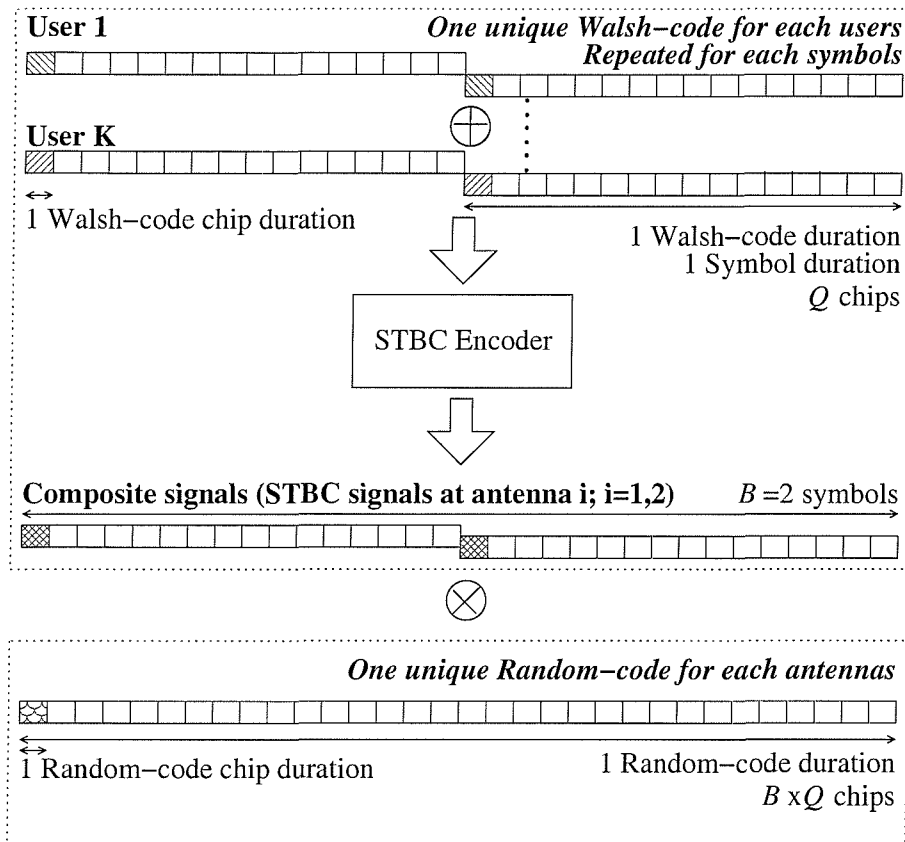 User 1
One unique Walsh-code for each users
Repeated for each symbols
User K
1 Walsh-code chip duration
1 Walsh-code duration
1 Symbol duration
Q chips
STBC Encoder
Composite signals (STBC signals at antenna i; i=1,2)
B =2 symbols
One unique Random-code for each antennas
1 Random-code chip duration
1 Random-code duration
B xQ chips